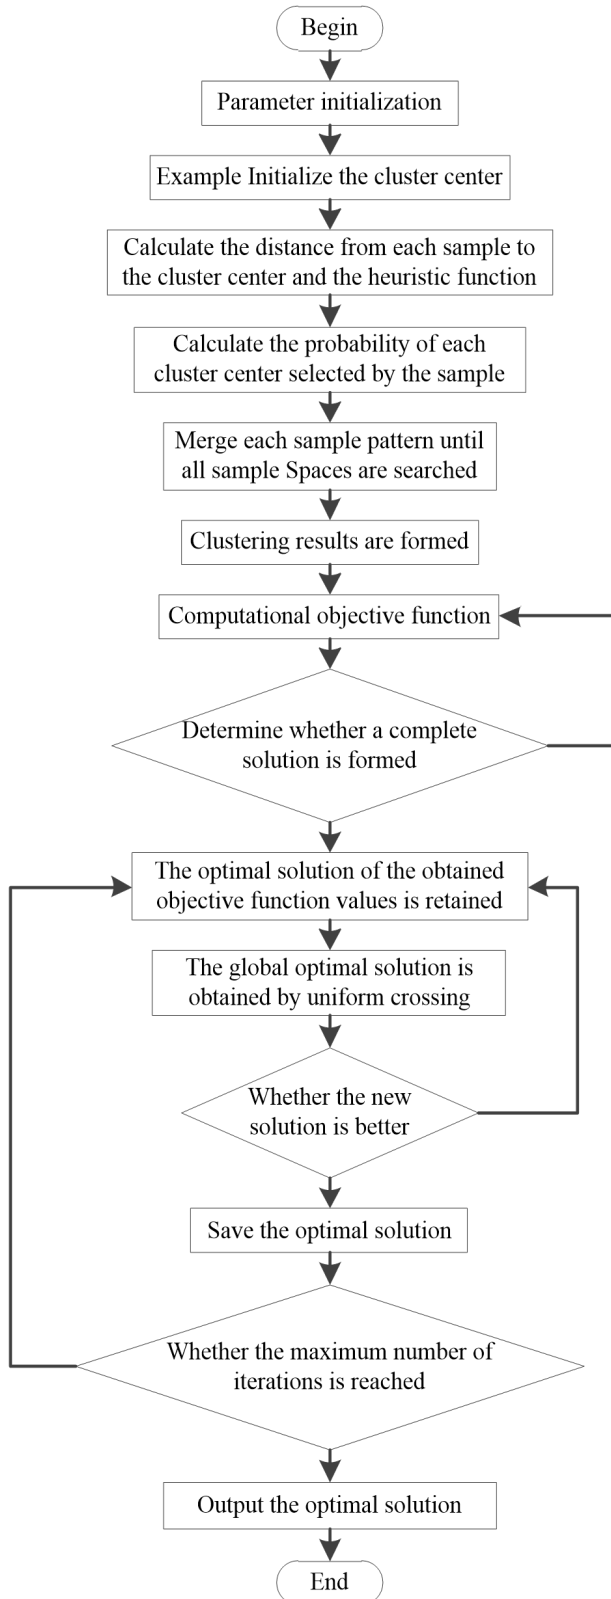 Begin
Parameter initialization
Example Initialize the cluster center
Calculate the distance from each sample to
the cluster center and the heuristic function
Calculate the probability of each
cluster center selected by the sample
Merge each sample pattern until
all sample Spaces are searched
Clustering results are formed
Computational objective function
Determine whether a complete
solution is formed
The optimal solution of the obtained
objective function values is retained
The global optimal solution is
obtained by uniform crossing
Whether the new
solution is better
Save the optimal solution
Whether the maximum number of
iterations is reached
Output the optimal solution
End